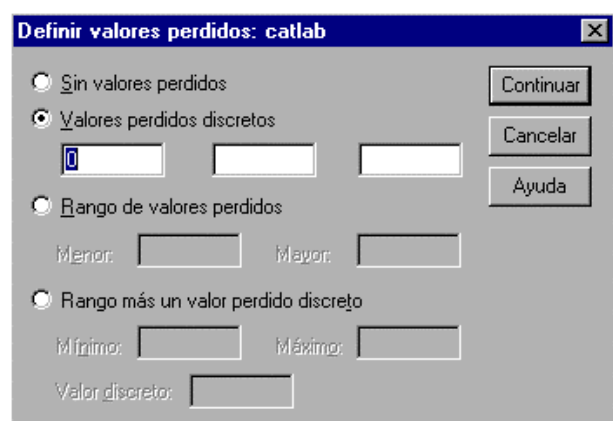 Definir valores perdidos: catlab
Sin valores perdidos
Continuar
Valores perdidos discretos
Cancelar
0
Ayuda
Rango de valores perdidos
Menor:
Mayor:
Rango más un valor perdido discreto
Mínimo:
Máximo:
Valor discreto: